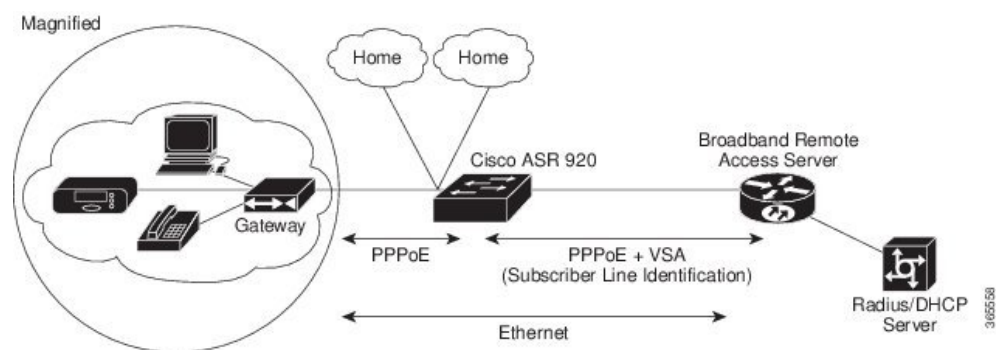 Magnified
Home
Home
Cisco ASR 920
Broadband Remote
Access Server
Gateway
PPPoE
PPPoE + VSA
(Subscriber Line Identification)
Ethernet
Radius/DHCP
Server
365558